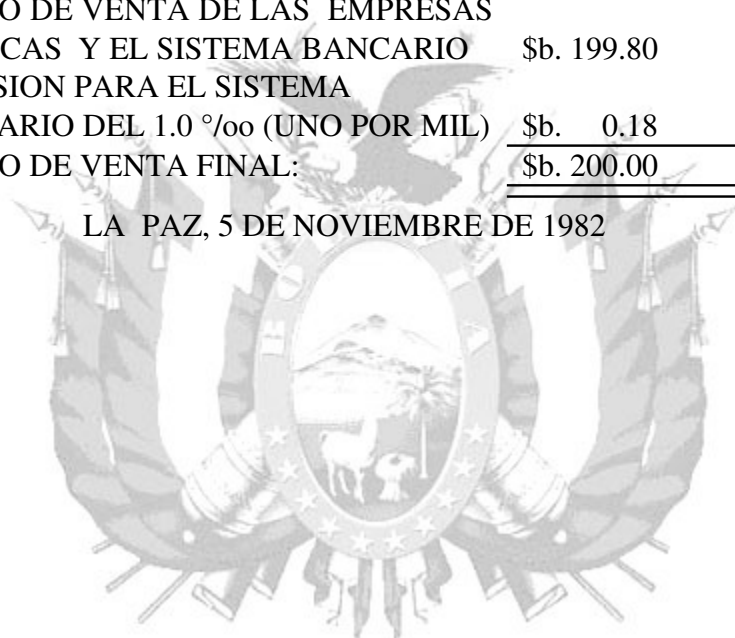 O DE VENTA DE LAS EMPRESAS
CAS Y EL SISTEMA BANCARIO $b. 199.80
SION PARA EL SISTEMA
ARIO DEL 1.0 °/oo (UNO POR MIL) $b. 0.18
O DE VENTA FINAL: $b. 200.00
LA PAZ, 5 DE NOVIEMBRE DE 1982